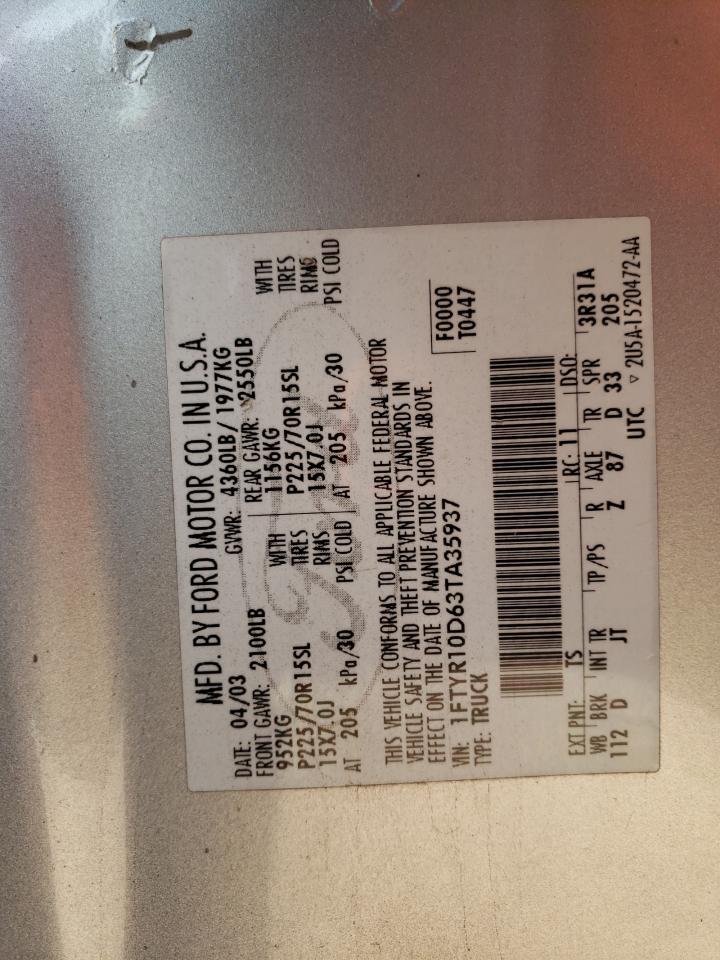 MFD. BY FORD MOTOR CO. IN U.S.A.
DATE: 04/03 GVWR: 4360LB/ 1977KG
FRONT GAWR: 2100LB REAR GAWR: 2550LB
952KG WITH 1156KG WITH
P225/70R15SL TIRES P225/70R15SL TIRES
15X7.0J RIMS 15X7.0J RIMS
AT 205 kPa/30 PSI COLD AT 205 kPa/30 PSI COLD
THIS VEHICLE CONFORMS TO ALL APPLICABLE FEDERAL MOTOR
VEHICLE SAFETY AND THEFT PREVENTION STANDARDS IN
EFFECT ON THE DATE OF MANUFACTURE SHOWN ABOVE.
VIN: 1FTYR10D63TA35937 F0000
TYPE: TRUCK T0447
EXT PNT: TS RC: 11 DSO:
WB BRK INT TR TP/PS R AXLE TR SPR 3R31A
112 D JT Z 87 D 33 205
UTC ▽ 2U5A-1520472-AA
Ford